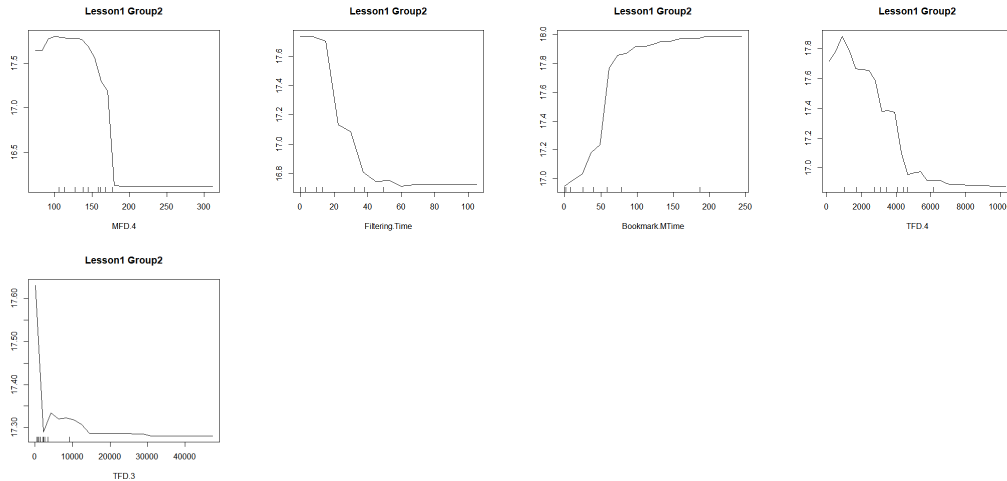 Lesson1 Group2
17.5
17.0
16.5
100 150 200 250 300
MFD.4
Lesson1 Group2
17.6
17.4
17.2
17.0
16.8
0 20 40 60 80 100
Filtering.Time
Lesson1 Group2
18.0
17.8
17.6
17.4
17.2
17.0
0 50 100 150 200 250
Bookmark.MTime
Lesson1 Group2
17.8
17.6
17.4
17.2
17.0
0 2000 4000 6000 8000 10000
TFD.4
Lesson1 Group2
17.60
17.50
17.40
17.30
0 10000 20000 30000 40000
TFD.3